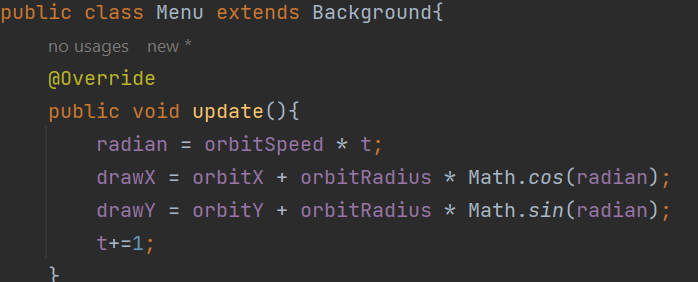 public class Menu extends Background{
no usages new *
@Override
public void update(){
radian = orbitSpeed * t;
drawX = orbitX + orbitRadius * Math.cos(radian);
drawY = orbitY + orbitRadius * Math.sin(radian);
t+=1;
}